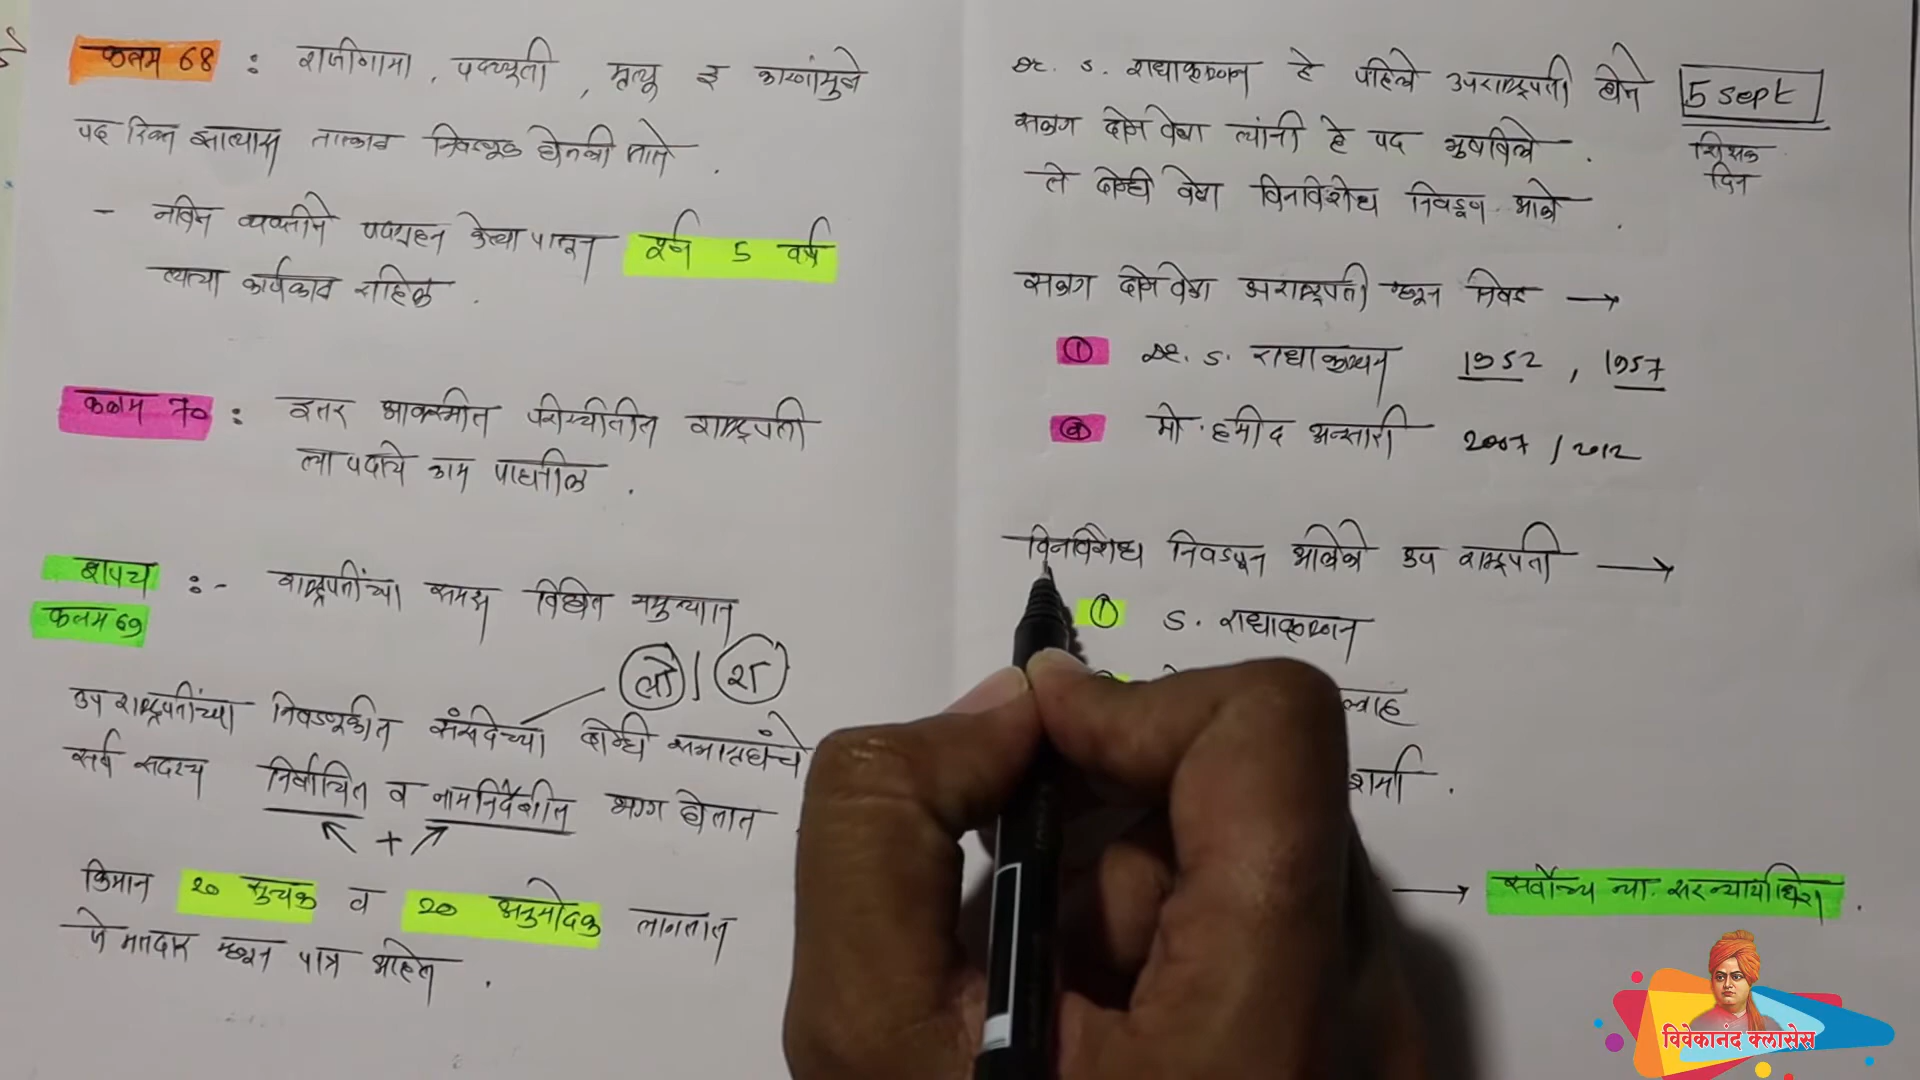 कलम 68 : राजीनामा , पदच्युती , मृत्यू इ कारणांमुळे
पद रिक्त झाल्यास तात्काळ निवडणूक घेतली जाते .
- नविन व्यक्तीने पदग्रहन केल्या पासून पूर्ण 5 वर्ष
त्याचा कार्यकाळ राहिल .
कलम 70 : इतर आकस्मीत परिस्थीतीत राष्ट्रपती
त्या पदाचे काम पाहतील .
शपथ :- राष्ट्रपतींच्या समक्ष विहित नमुन्यात
कलम 69
लो | रा
उप राष्ट्रपतींच्या निवडणूकीत संसदेच्या दोन्ही सभागृहांचे
सर्व सदस्य निर्वाचित व नामनिर्देशीत भाग घेतात
+
किमान 20 सुचक व 20 अनुमोदक लागतात
जे मतदार म्हणून पात्र आहेत .
डॉ. S. राधाकृष्णन हे पहिले उपराष्ट्रपती होते 5 sept
सलग दोन वेळा त्यांनी हे पद भुषविले . शिक्षक
दिन
ते दोन्ही वेळा बिनविरोध निवडून आले .
सलग दोन वेळा उपराष्ट्रपती म्हणून निवड →
① डॉ. S. राधाकृष्णन 1952 , 1957
② मो. हमीद अन्सारी 2007 / 2012
बिनविरोध निवडून आलेले उप राष्ट्रपती →
① S. राधाकृष्णन
ल्लाह
शर्मा .
→ सर्वोच्च न्या. सरन्यायाधिश .
विवेकानंद क्लासेस